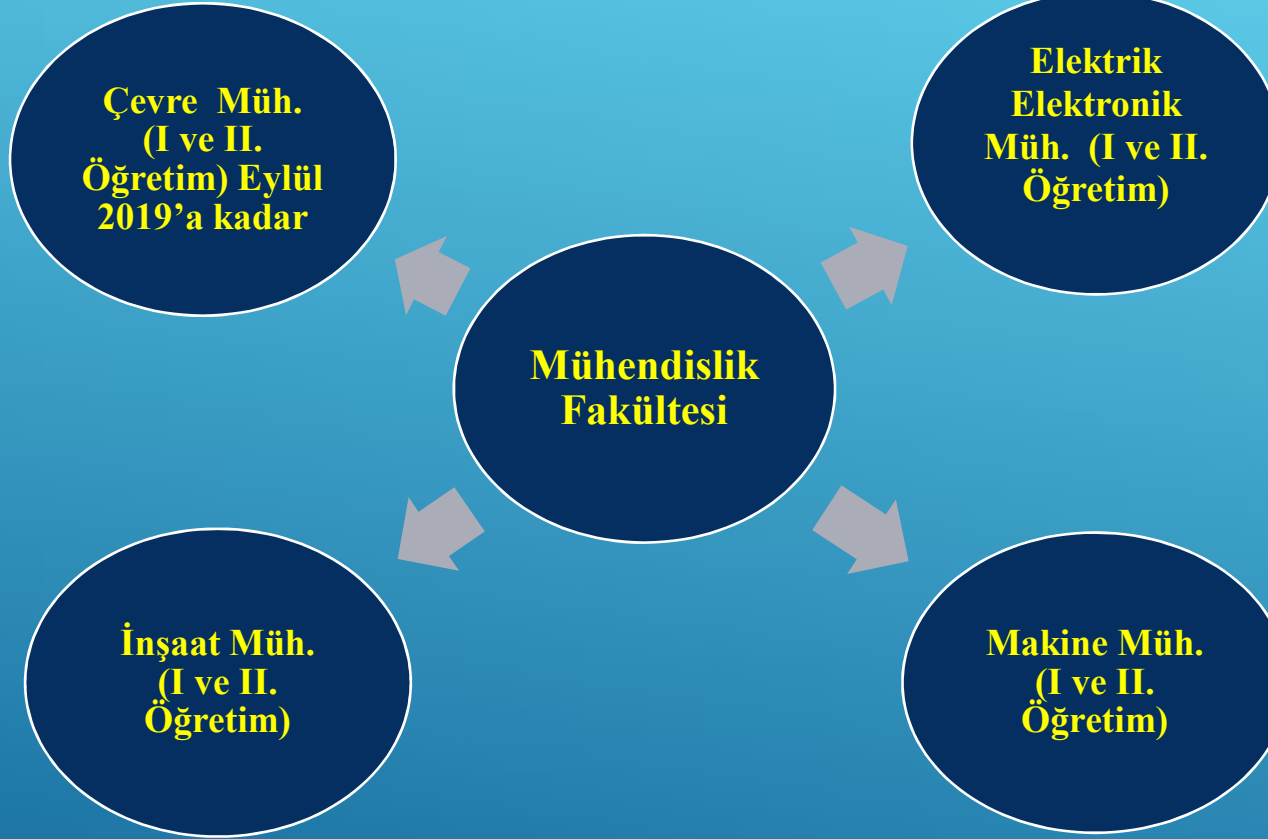 Çevre Müh.
(I ve II.
Öğretim) Eylül
2019’a kadar
Elektrik
Elektronik
Müh. (I ve II.
Öğretim)
Mühendislik
Fakültesi
İnşaat Müh.
(I ve II.
Öğretim)
Makine Müh.
(I ve II.
Öğretim)